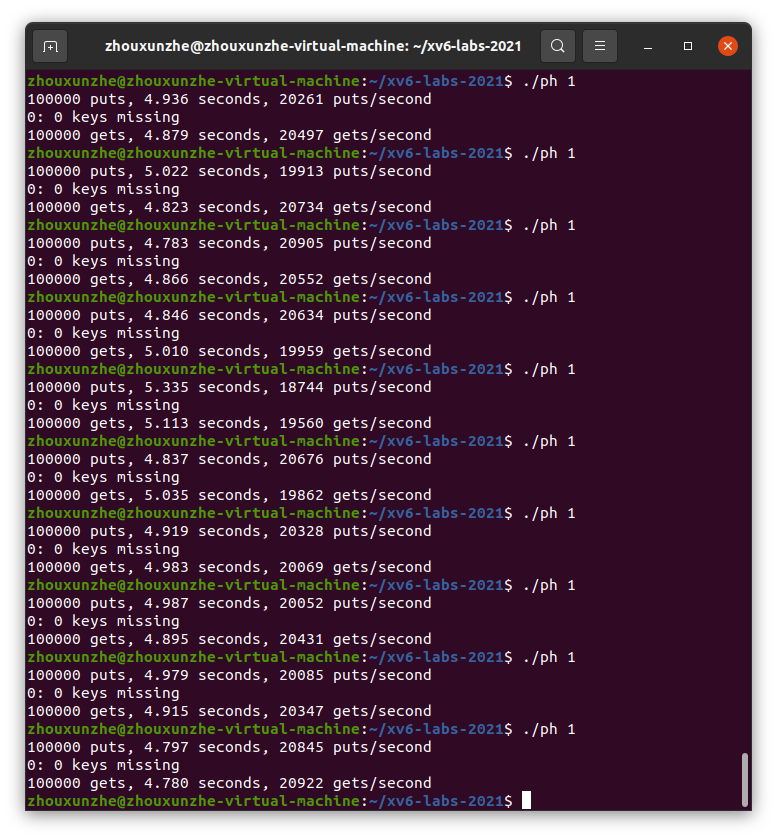 zhouxunzhe@zhouxunzhe-virtual-machine: ~/xv6-labs-2021
zhouxunzhe@zhouxunzhe-virtual-machine:~/xv6-labs-2021$ ./ph 1
100000 puts, 4.936 seconds, 20261 puts/second
0: 0 keys missing
100000 gets, 4.879 seconds, 20497 gets/second
zhouxunzhe@zhouxunzhe-virtual-machine:~/xv6-labs-2021$ ./ph 1
100000 puts, 5.022 seconds, 19913 puts/second
0: 0 keys missing
100000 gets, 4.823 seconds, 20734 gets/second
zhouxunzhe@zhouxunzhe-virtual-machine:~/xv6-labs-2021$ ./ph 1
100000 puts, 4.783 seconds, 20905 puts/second
0: 0 keys missing
100000 gets, 4.866 seconds, 20552 gets/second
zhouxunzhe@zhouxunzhe-virtual-machine:~/xv6-labs-2021$ ./ph 1
100000 puts, 4.846 seconds, 20634 puts/second
0: 0 keys missing
100000 gets, 5.010 seconds, 19959 gets/second
zhouxunzhe@zhouxunzhe-virtual-machine:~/xv6-labs-2021$ ./ph 1
100000 puts, 5.335 seconds, 18744 puts/second
0: 0 keys missing
100000 gets, 5.113 seconds, 19560 gets/second
zhouxunzhe@zhouxunzhe-virtual-machine:~/xv6-labs-2021$ ./ph 1
100000 puts, 4.837 seconds, 20676 puts/second
0: 0 keys missing
100000 gets, 5.035 seconds, 19862 gets/second
zhouxunzhe@zhouxunzhe-virtual-machine:~/xv6-labs-2021$ ./ph 1
100000 puts, 4.919 seconds, 20328 puts/second
0: 0 keys missing
100000 gets, 4.983 seconds, 20069 gets/second
zhouxunzhe@zhouxunzhe-virtual-machine:~/xv6-labs-2021$ ./ph 1
100000 puts, 4.987 seconds, 20052 puts/second
0: 0 keys missing
100000 gets, 4.895 seconds, 20431 gets/second
zhouxunzhe@zhouxunzhe-virtual-machine:~/xv6-labs-2021$ ./ph 1
100000 puts, 4.979 seconds, 20085 puts/second
0: 0 keys missing
100000 gets, 4.915 seconds, 20347 gets/second
zhouxunzhe@zhouxunzhe-virtual-machine:~/xv6-labs-2021$ ./ph 1
100000 puts, 4.797 seconds, 20845 puts/second
0: 0 keys missing
100000 gets, 4.780 seconds, 20922 gets/second
zhouxunzhe@zhouxunzhe-virtual-machine:~/xv6-labs-2021$